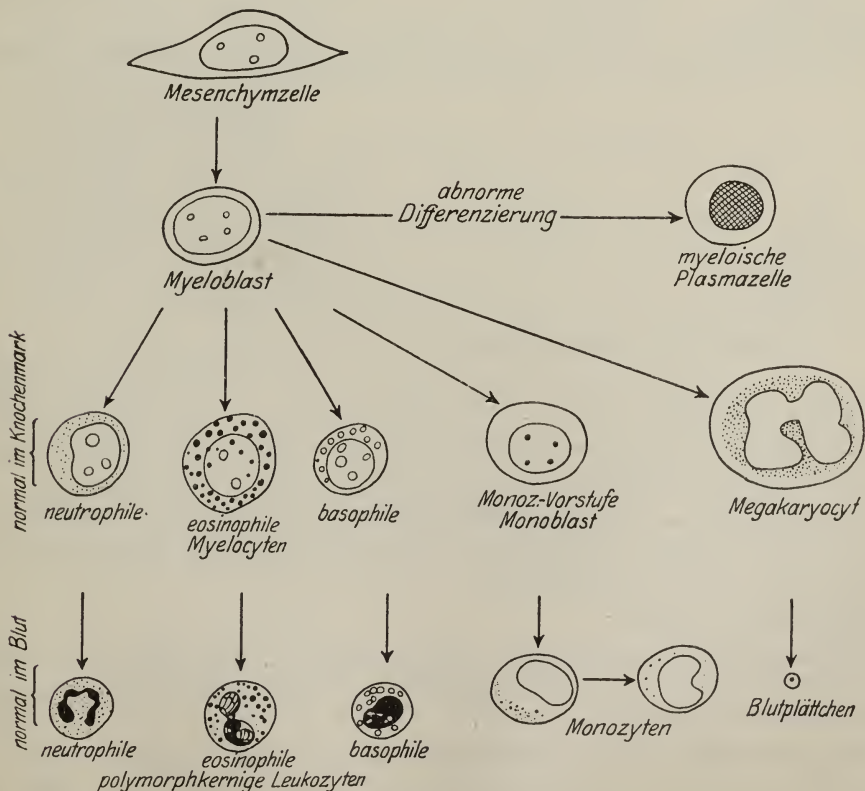 Mesenchymzelle
abnorme
Differenzierung
Myeloblast
myeloische
Plasmazelle
normal im Knochenmark
neutrophile.
eosinophile
Myelocyten
basophile
Monoz.-Vorstufe
Monoblast
Megakaryocyt
normal im Blut
neutrophile
eosinophile
basophile
polymorphkernige Leukozyten
Monozyten
Blutplättchen